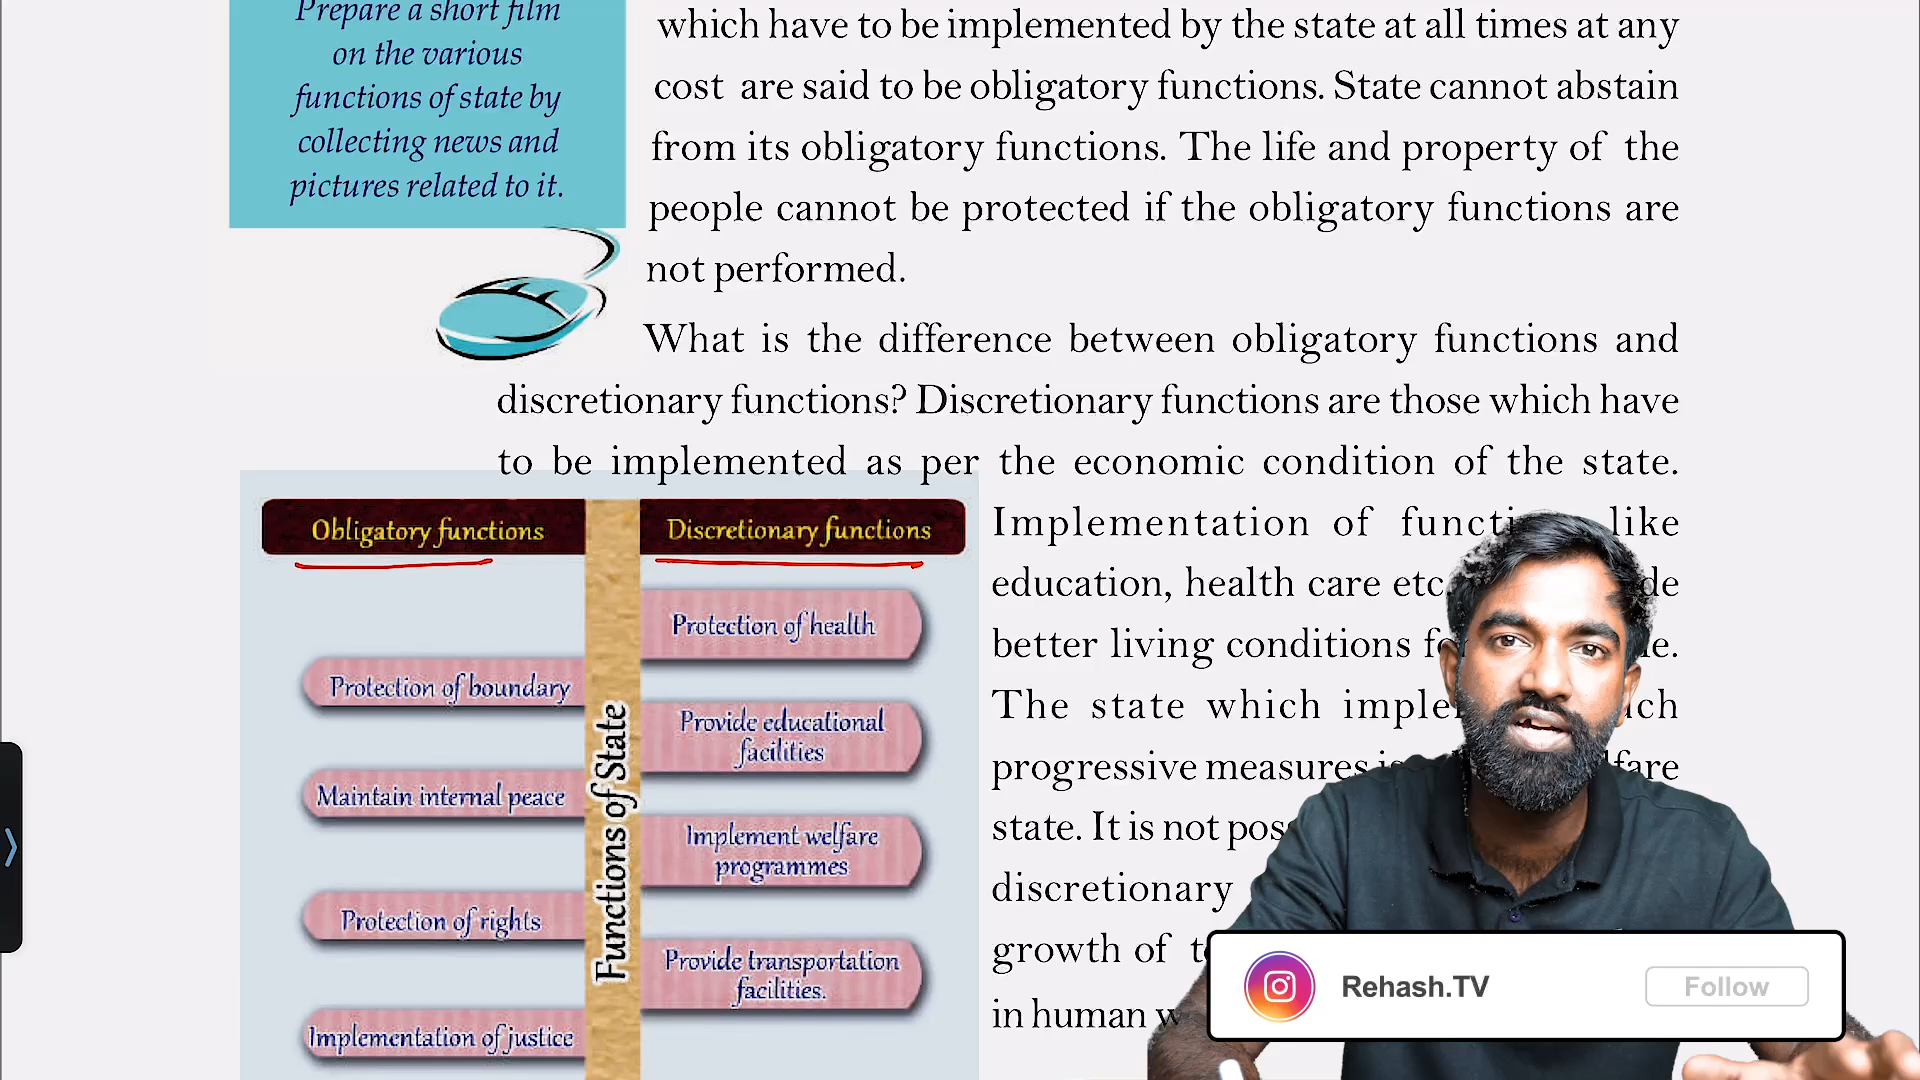 Prepare a short film
on the various
functions of state by
collecting news and
pictures related to it.
which have to be implemented by the state at all times at any
cost are said to be obligatory functions. State cannot abstain
from its obligatory functions. The life and property of the
people cannot be protected if the obligatory functions are
not performed.
What is the difference between obligatory functions and
discretionary functions? Discretionary functions are those which have
to be implemented as per the economic condition of the state.
Implementation of like
education, health care etc.
better living conditions
The state which
progressive measures
state. It is not
discretionary
growth of
in human
Obligatory functions
Protection of boundary
Maintain internal peace
Protection of rights
Implementation of justice
Functions of State
Discretionary functions
Protection of health
Provide educational
facilities
Implement welfare
programmes
Provide transportation
facilities.
Rehash.TV
Follow